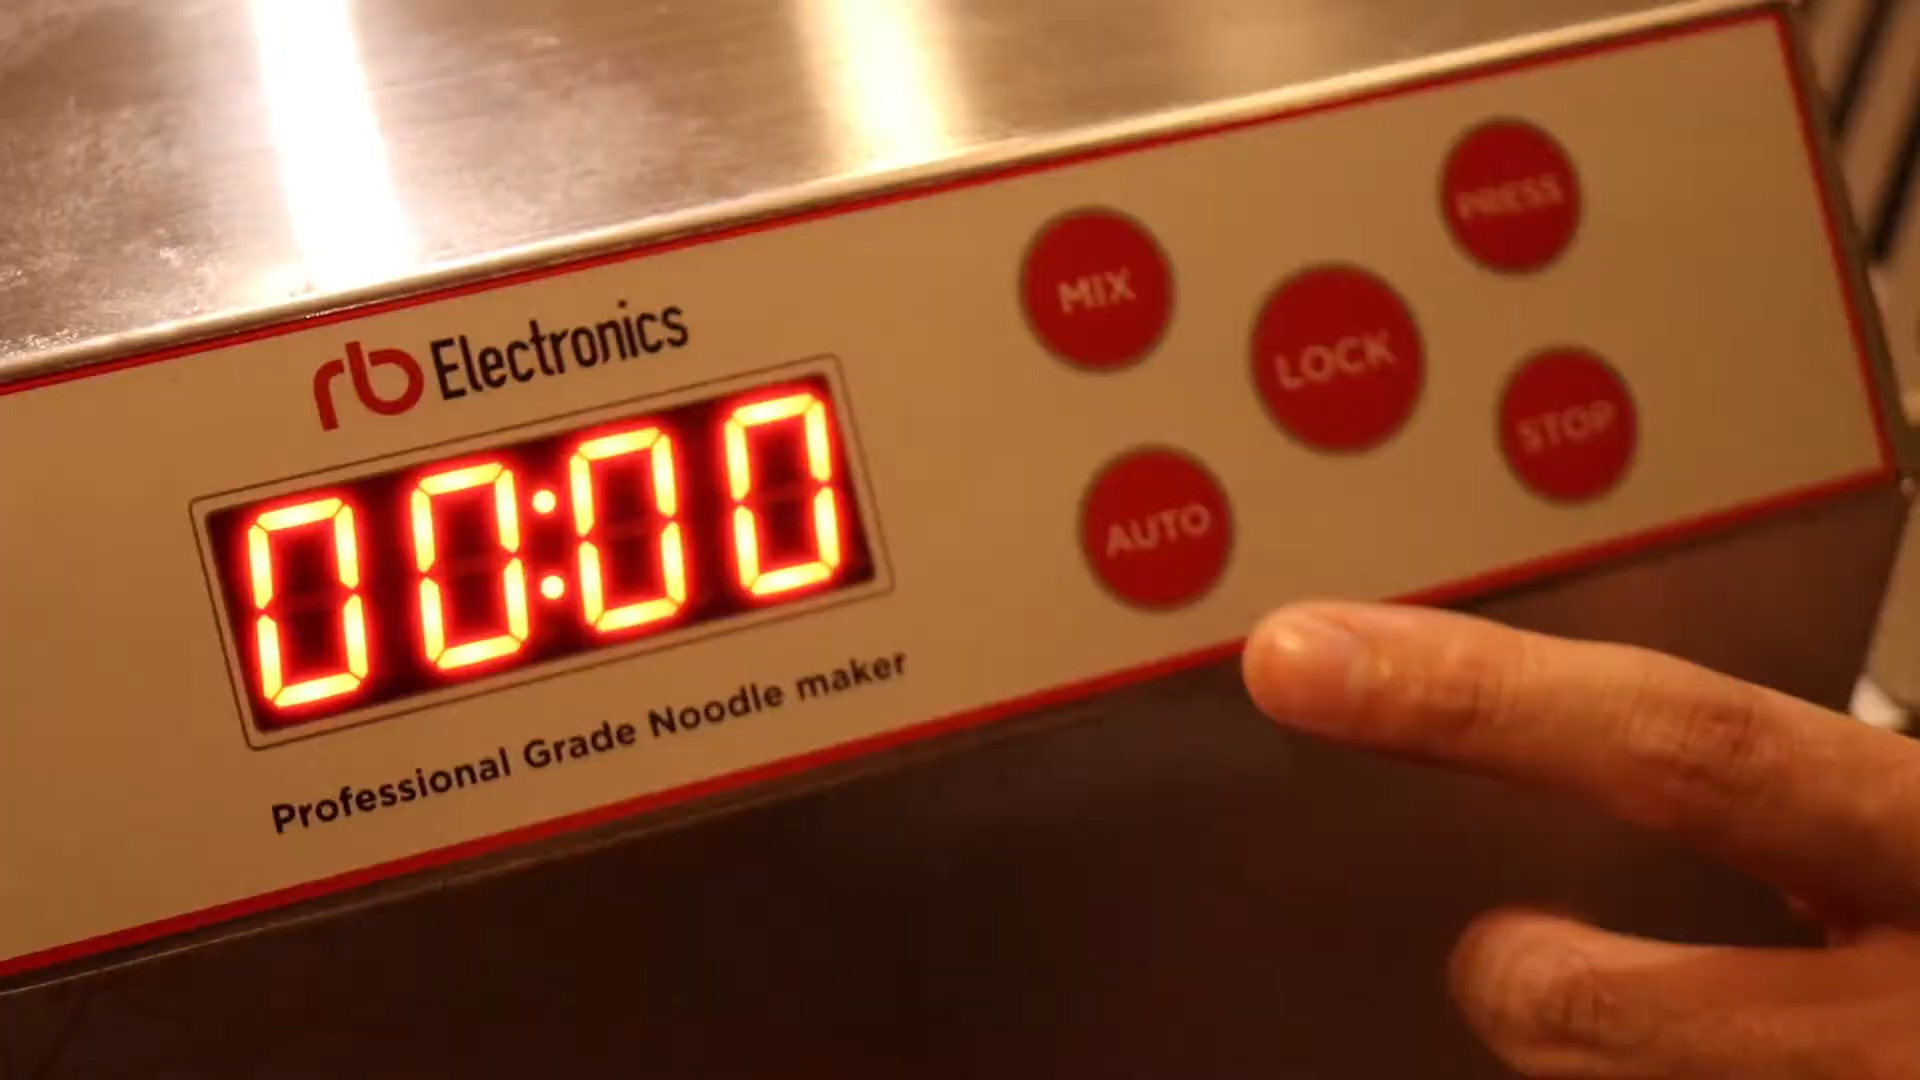 rb Electronics
00:00
Professional Grade Noodle maker
MIX
PRESS
LOCK
AUTO
STOP